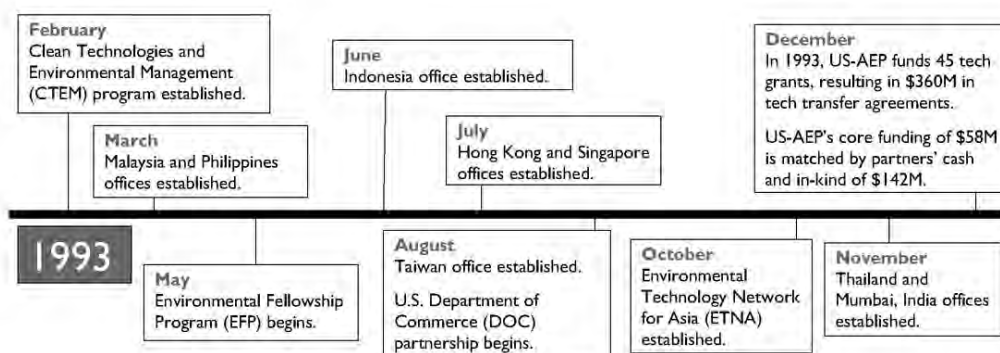 February
Clean Technologies and
Environmental Management
(CTEM) program established.
March
Malaysia and Philippines
offices established.
June
Indonesia office established.
July
Hong Kong and Singapore
offices established.
December
In 1993, US-AEP funds 45 tech
grants, resulting in $360M in
tech transfer agreements.
US-AEP's core funding of $58M
is matched by partners' cash
and in-kind of $142M.
1993
May
Environmental Fellowship
Program (EFP) begins.
August
Taiwan office established.
U.S. Department of
Commerce (DOC)
partnership begins.
October
Environmental
Technology Network
for Asia (ETNA)
established.
November
Thailand and
Mumbai, India offices
established.